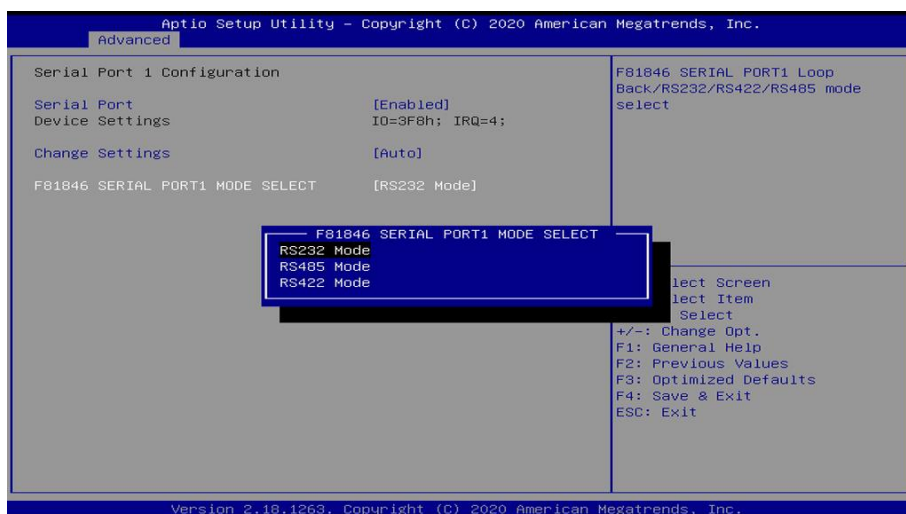 Aptio Setup Utility – Copyright (C) 2020 American Megatrends, Inc.
Advanced
Serial Port 1 Configuration
Serial Port [Enabled]
Device Settings IO=3F8h; IRQ=4;
Change Settings [Auto]
F81846 SERIAL PORT1 MODE SELECT [RS232 Mode]
F81846 SERIAL PORT1 Loop
Back/RS232/RS422/RS485 mode
select
F81846 SERIAL PORT1 MODE SELECT
RS232 Mode
RS485 Mode
RS422 Mode
lect Screen
lect Item
Select
+/-: Change Opt.
F1: General Help
F2: Previous Values
F3: Optimized Defaults
F4: Save & Exit
ESC: Exit
Version 2.18.1263. Copyright (C) 2020 American Megatrends, Inc.